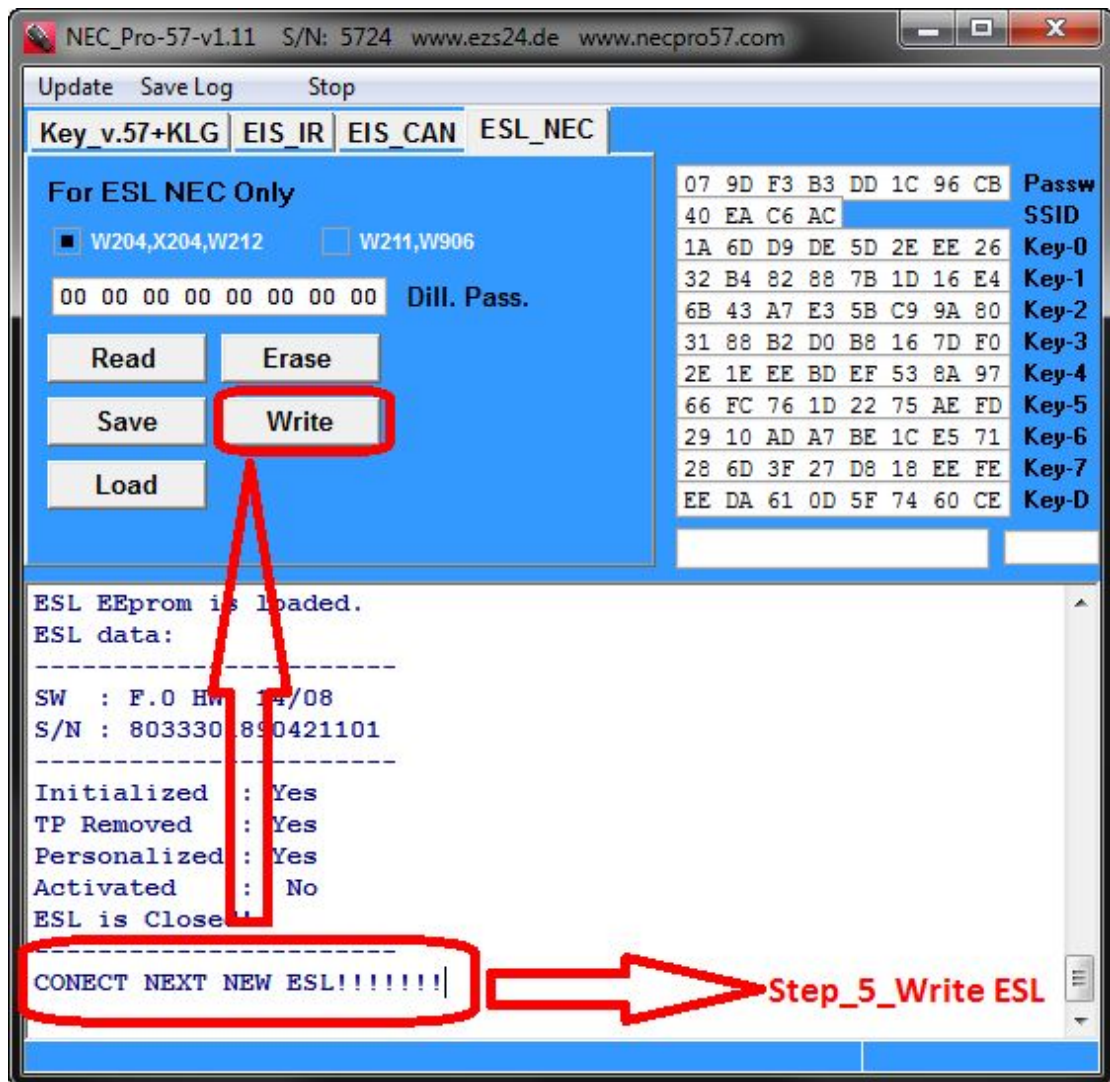 NEC_Pro-57-v1.11 S/N: 5724 www.ezs24.de www.necpro57.com
Update Save Log Stop
Key_v.57+KLG EIS_IR EIS_CAN ESL_NEC
For ESL NEC Only
W204,X204,W212 W211,W906
00 00 00 00 00 00 00 00 Dill. Pass.
Read Erase
Save Write
Load
07 9D F3 B3 DD 1C 96 CB Passw
40 EA C6 AC SSID
1A 6D D9 DE 5D 2E EE 26 Key-0
32 B4 82 88 7B 1D 16 E4 Key-1
6B 43 A7 E3 5B C9 9A 80 Key-2
31 88 B2 D0 B8 16 7D F0 Key-3
2E 1E EE BD EF 53 8A 97 Key-4
66 FC 76 1D 22 75 AE FD Key-5
29 10 AD A7 BE 1C E5 71 Key-6
28 6D 3F 27 D8 18 EE FE Key-7
EE DA 61 0D 5F 74 60 CE Key-D
ESL EEprom is loaded.
ESL data:
-----------------------
SW : F.0 HW 14/08
S/N : 803330 890421101
-----------------------
Initialized : Yes
TP Removed : Yes
Personalized : Yes
Activated : No
ESL is Closed!
-----------------------
CONECT NEXT NEW ESL!!!!!!!
Step_5_Write ESL